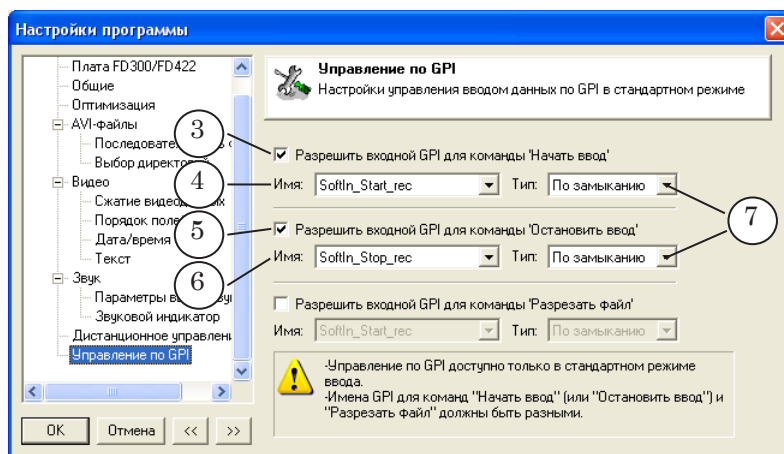 Настройки программы
Плата FD300/FD422
Общие
Оптимизация
AVI-файлы
Выбор
Видео
Сжатие
Порядок
Дата/время
Текст
Звук
Параметры
Звуковой индикатор
Дистанционное
Управление по GPI
OK
Отмена
<<
>>
Управление по GPI
Настройки управления вводом данных по GPI в стандартном режиме
3
Разрешить входной GPI для команды 'Начать ввод'
4
Имя: SoftIn_Start_rec Тип: По замыканию
7
5
Разрешить входной GPI для команды 'Остановить ввод'
6
Имя: SoftIn_Stop_rec Тип: По замыканию
Разрешить входной GPI для команды 'Разрезать файл'
Имя: SoftIn_Start_rec Тип: По замыканию
-Управление по GPI доступно только в стандартном режиме
ввода.
-Имена GPI для команд "Начать ввод" (или "Остановить ввод") и
"Разрезать файл" должны быть разными.